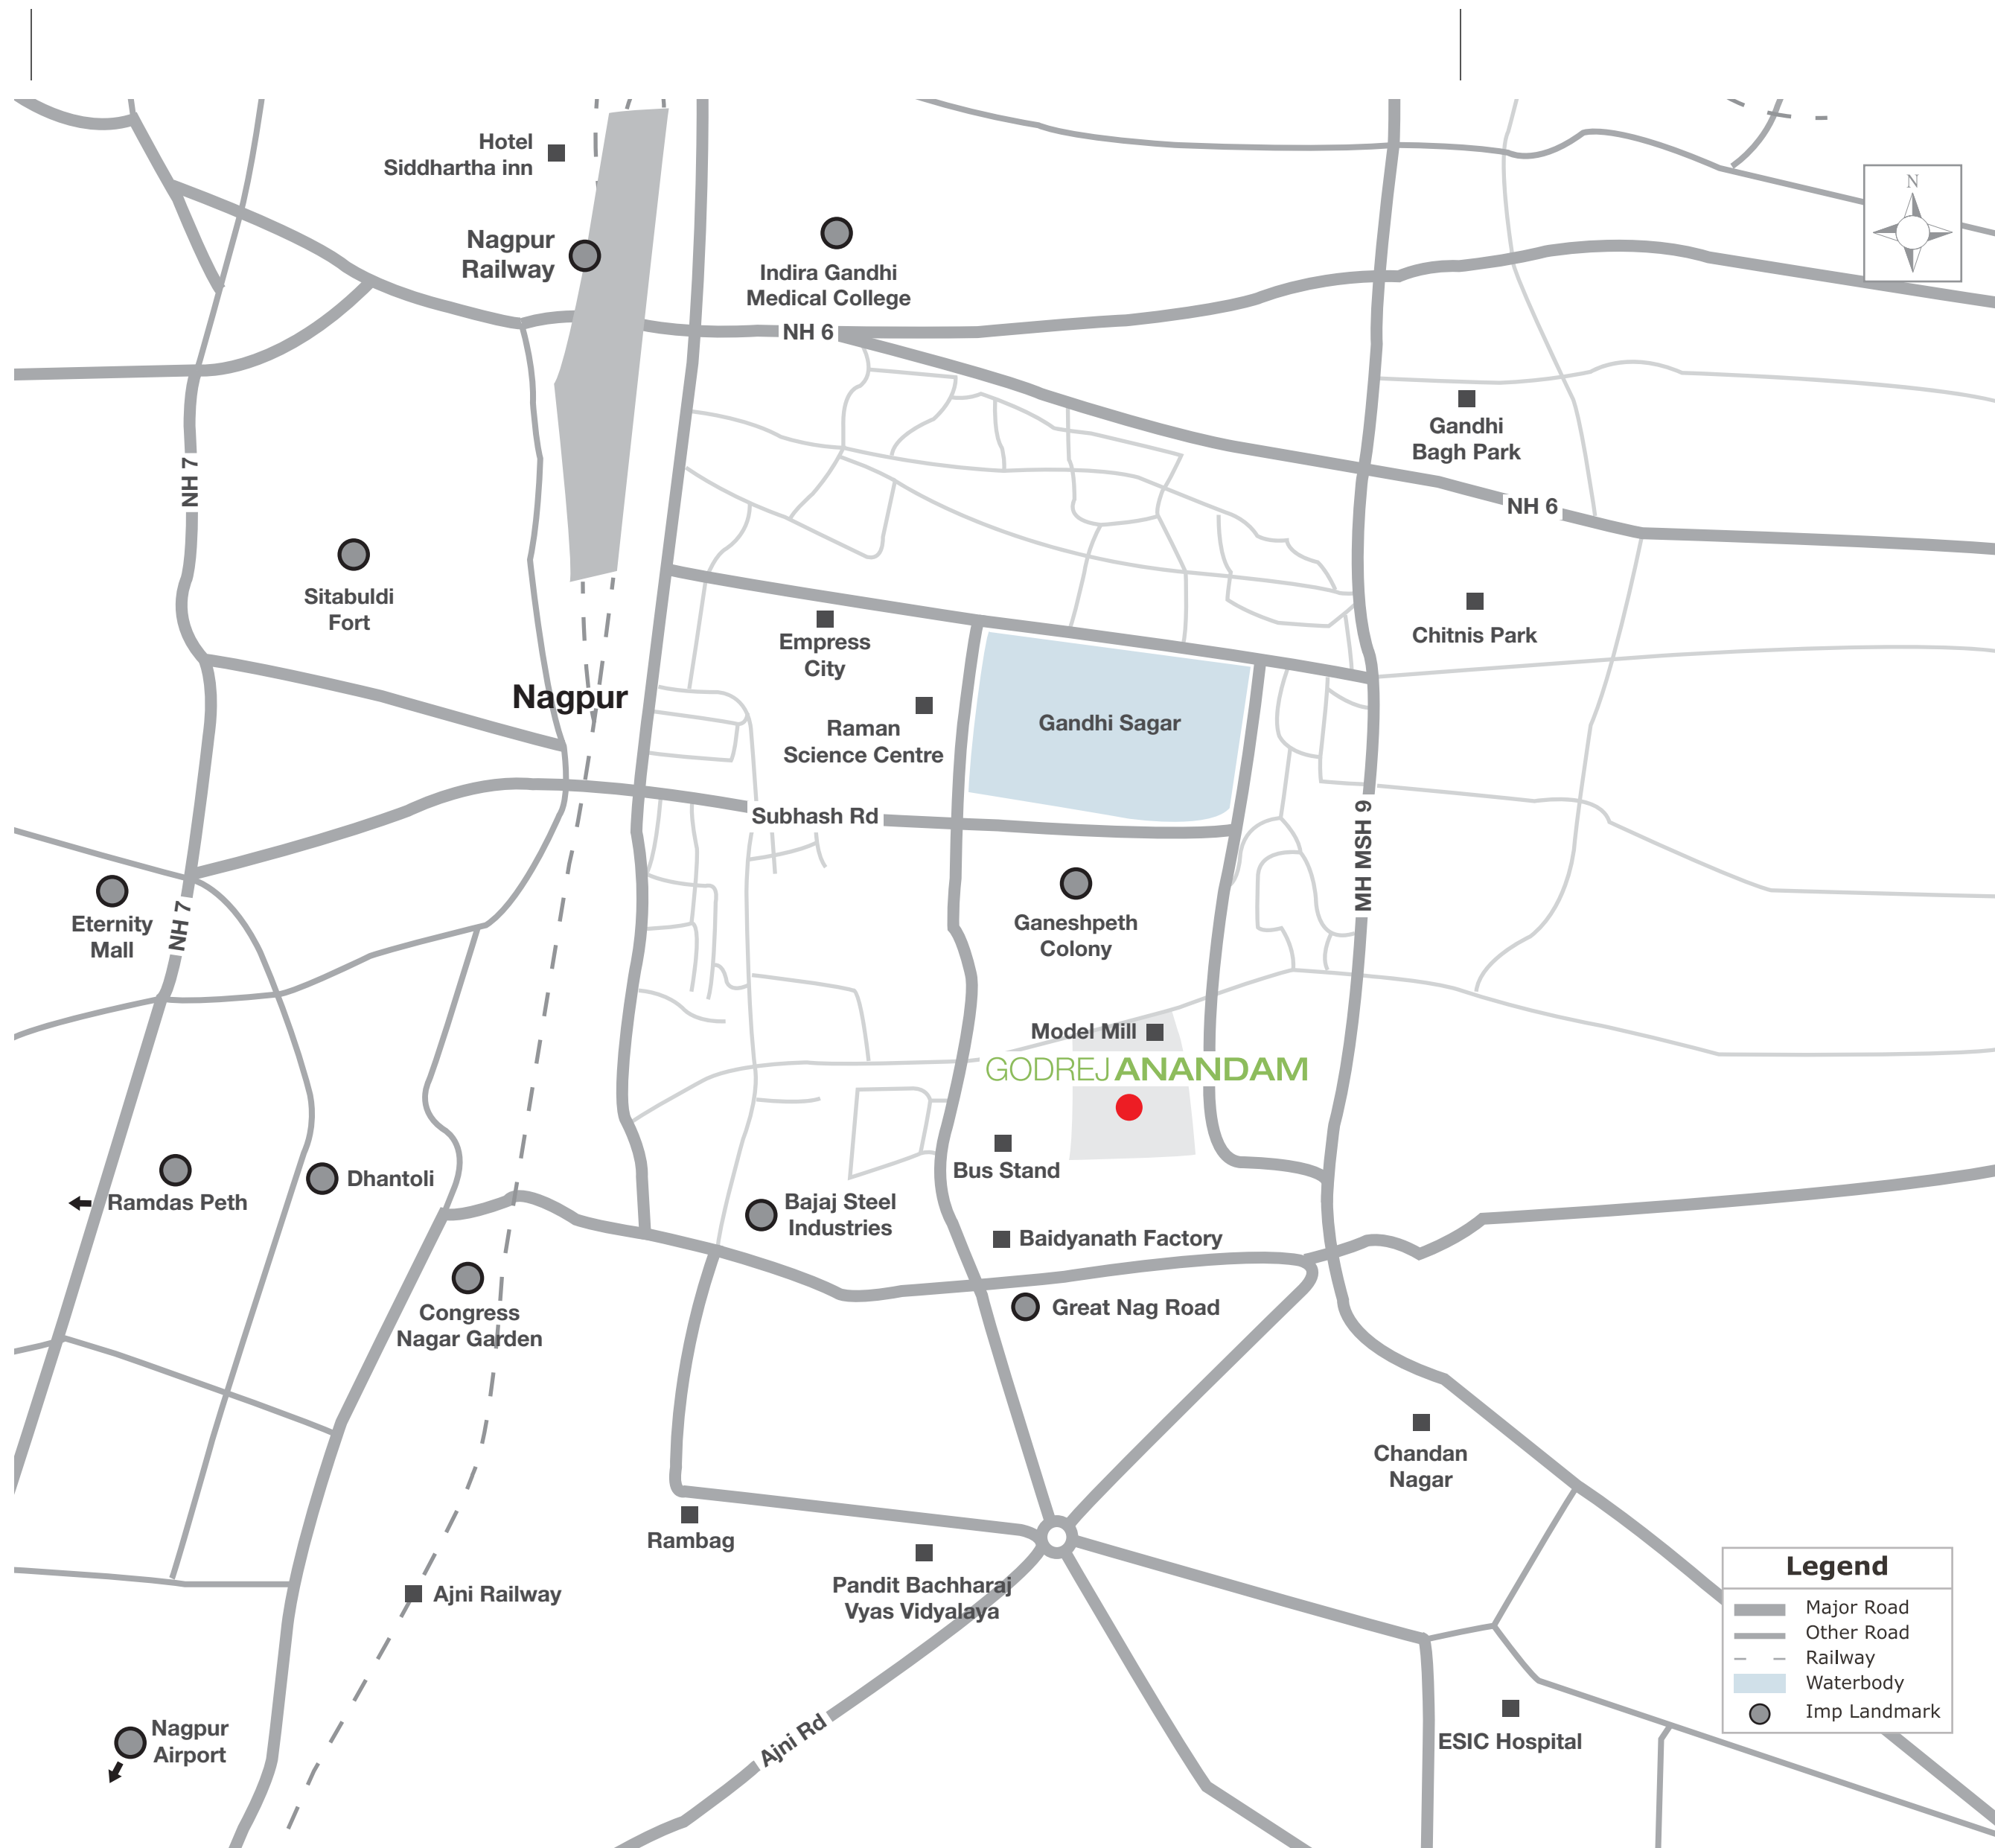 Hotel
Siddhartha inn
N
Nagpur
Railway
Indira Gandhi
Medical College
NH 6
Gandhi
Bagh Park
NH 7
NH 6
Sitabuldi
Fort
Empress
City
Chitnis Park
Nagpur
Raman
Science Centre
Gandhi Sagar
Subhash Rd
MH MSH 9
Eternity
Mall
NH 7
Ganeshpeth
Colony
Model Mill
GODREJ ANANDAM
Bus Stand
Ramdas Peth
Dhantoli
Bajaj Steel
Industries
Baidyanath Factory
Congress
Nagar Garden
Great Nag Road
Chandan
Nagar
Rambag
Pandit Bachharaj
Vyas Vidyalaya
Ajni Railway
Nagpur
Airport
Ajni Rd
ESIC Hospital
Legend
Major Road
Other Road
Railway
Waterbody
Imp Landmark